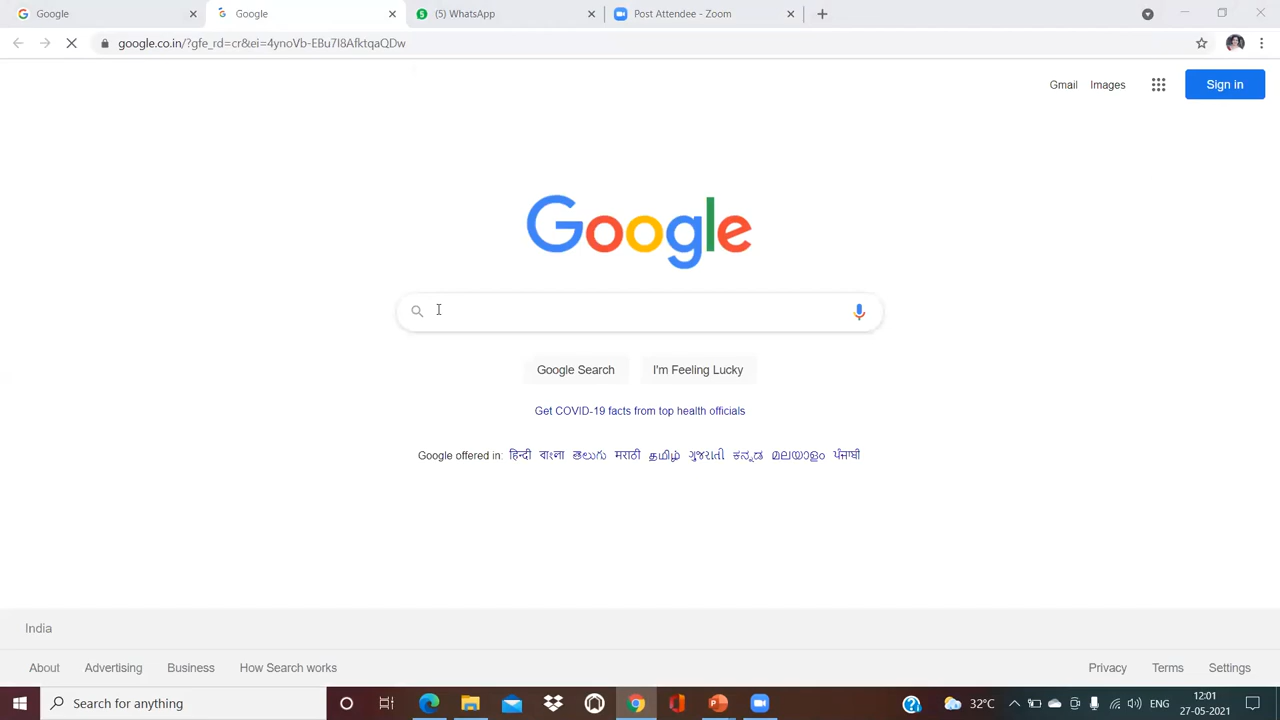 Google
Google
(5) WhatsApp
Post Attendee - Zoom
google.co.in/?gfe_rd=cr&ei=4ynoVb-EBu7I8AfktqaQDw
Gmail Images Sign in
Google
Google Search I'm Feeling Lucky
Get COVID-19 facts from top health officials
Google offered in: हिन्दी বাংলা తెలుగు मराठी தமிழ் ગુજરાતી ಕನ್ನಡ മലയാളം ਪੰਜਾਬੀ
India
About Advertising Business How Search works Privacy Terms Settings
Search for anything 32°C ENG 12:01
27-05-2021